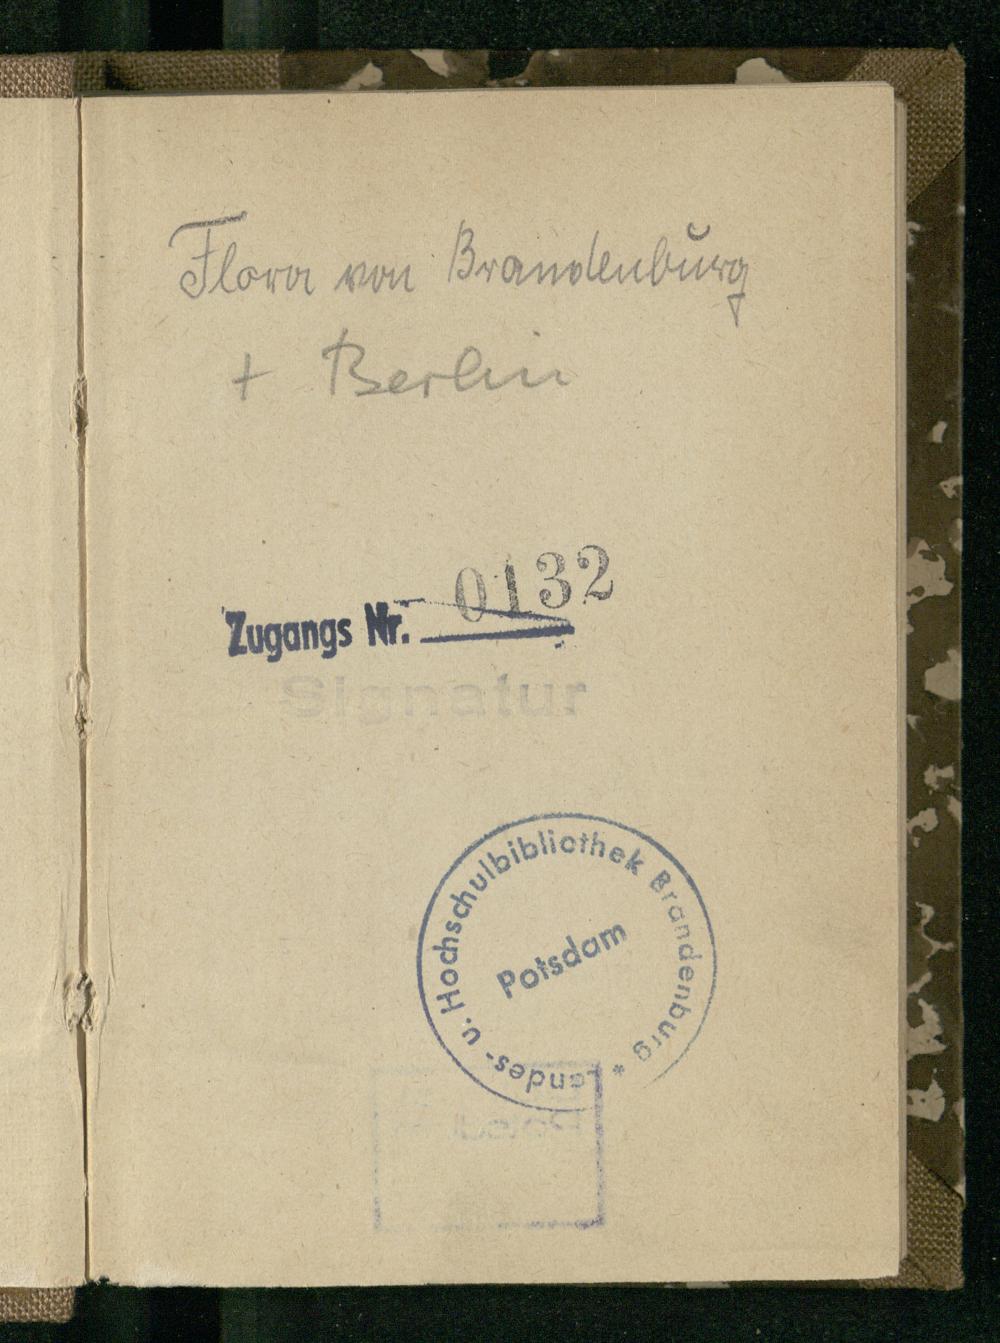 Flora von Brandenburg
+ Berlin
Zugangs Nr. 0132
Signatur
Landes- u. Hochschulbibliothek Brandenburg *
Potsdam